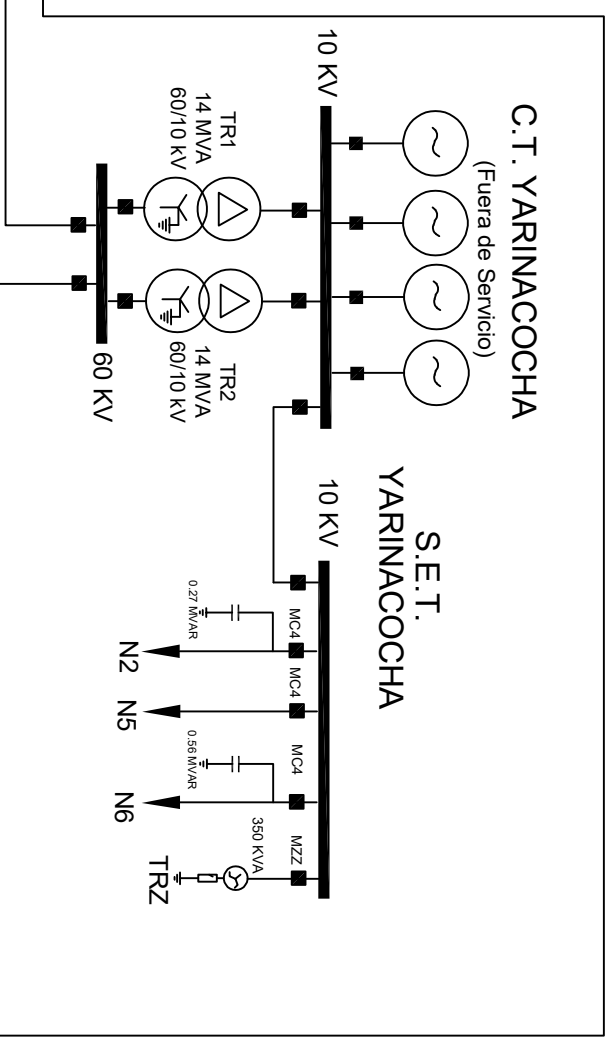 C.T. YARINACOCHA
(Fuera de Servicio)
10 KV
TR1
14 MVA
60/10 kV
TR2
14 MVA
60/10 kV
60 KV
S.E.T.
YARINACOCHA
10 KV
MC4
MC4
MC4
MZZ
0.27 MVAR
0.56 MVAR
350 KVA
N2
N5
N6
TRZ